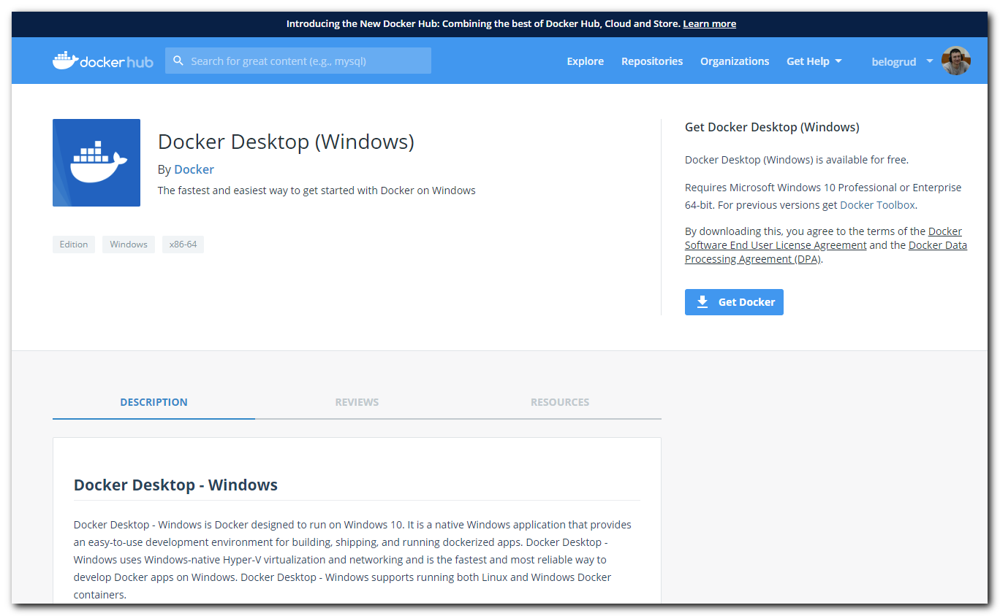 Introducing the New Docker Hub: Combining the best of Docker Hub, Cloud and Store. Learn more
docker hub
Search for great content (e.g., mysql)
Explore
Repositories
Organizations
Get Help
belogrud
Docker Desktop (Windows)
By Docker
The fastest and easiest way to get started with Docker on Windows
Edition
Windows
x86-64
Get Docker Desktop (Windows)
Docker Desktop (Windows) is available for free.
Requires Microsoft Windows 10 Professional or Enterprise
64-bit. For previous versions get Docker Toolbox.
By downloading this, you agree to the terms of the Docker
Software End User License Agreement and the Docker Data
Processing Agreement (DPA).
Get Docker
DESCRIPTION
REVIEWS
RESOURCES
Docker Desktop - Windows
Docker Desktop - Windows is Docker designed to run on Windows 10. It is a native Windows application that provides
an easy-to-use development environment for building, shipping, and running dockerized apps. Docker Desktop -
Windows uses Windows-native Hyper-V virtualization and networking and is the fastest and most reliable way to
develop Docker apps on Windows. Docker Desktop - Windows supports running both Linux and Windows Docker
containers.